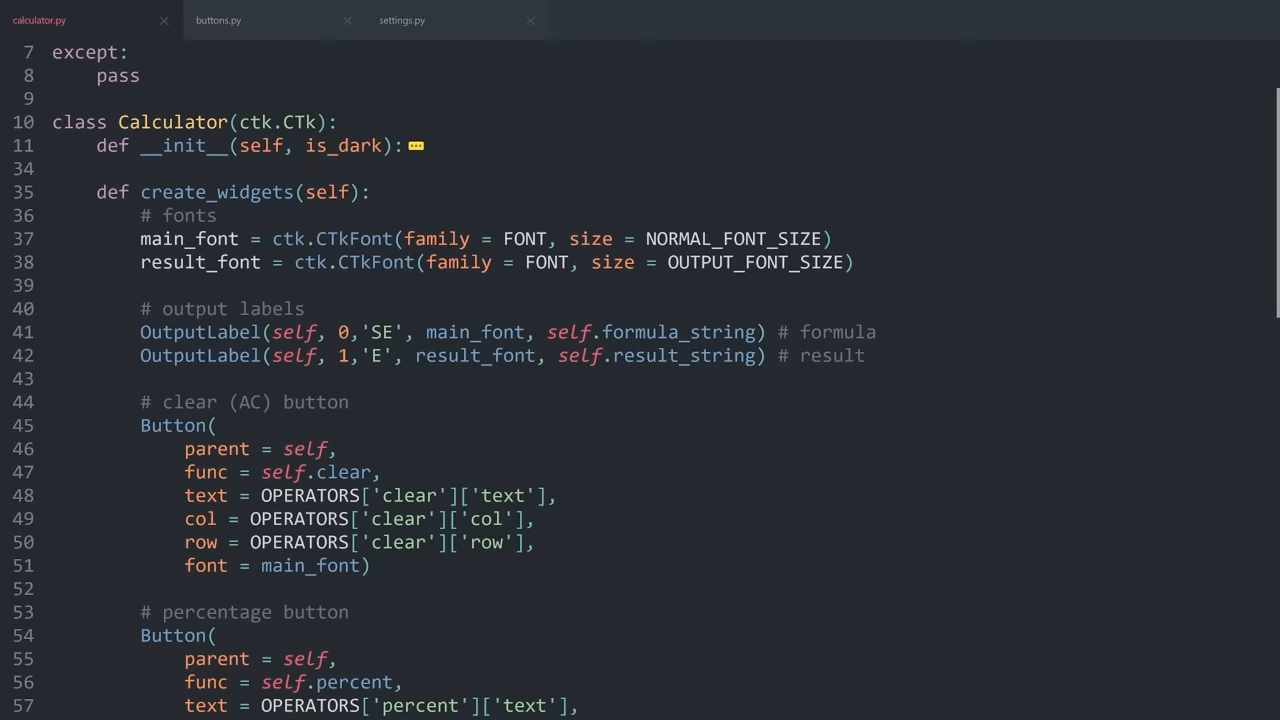 calculator.py × buttons.py × settings.py ×
7 except:
8     pass
9
10 class Calculator(ctk.CTk):
11     def __init__(self, is_dark):
34
35     def create_widgets(self):
36         # fonts
37         main_font = ctk.CTkFont(family = FONT, size = NORMAL_FONT_SIZE)
38         result_font = ctk.CTkFont(family = FONT, size = OUTPUT_FONT_SIZE)
39
40         # output labels
41         OutputLabel(self, 0,'SE', main_font, self.formula_string) # formula
42         OutputLabel(self, 1,'E', result_font, self.result_string) # result
43
44         # clear (AC) button
45         Button(
46             parent = self,
47             func = self.clear,
48             text = OPERATORS['clear']['text'],
49             col = OPERATORS['clear']['col'],
50             row = OPERATORS['clear']['row'],
51             font = main_font)
52
53         # percentage button
54         Button(
55             parent = self,
56             func = self.percent,
57             text = OPERATORS['percent']['text'],